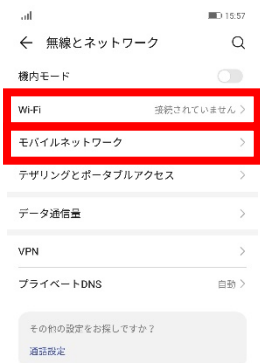 15:57
無線とネットワーク
機内モード
Wi-Fi 接続されていません
モバイルネットワーク
テザリングとポータブルアクセス
データ通信量
VPN
プライベートDNS 自動
その他の設定をお探しですか？
通話設定